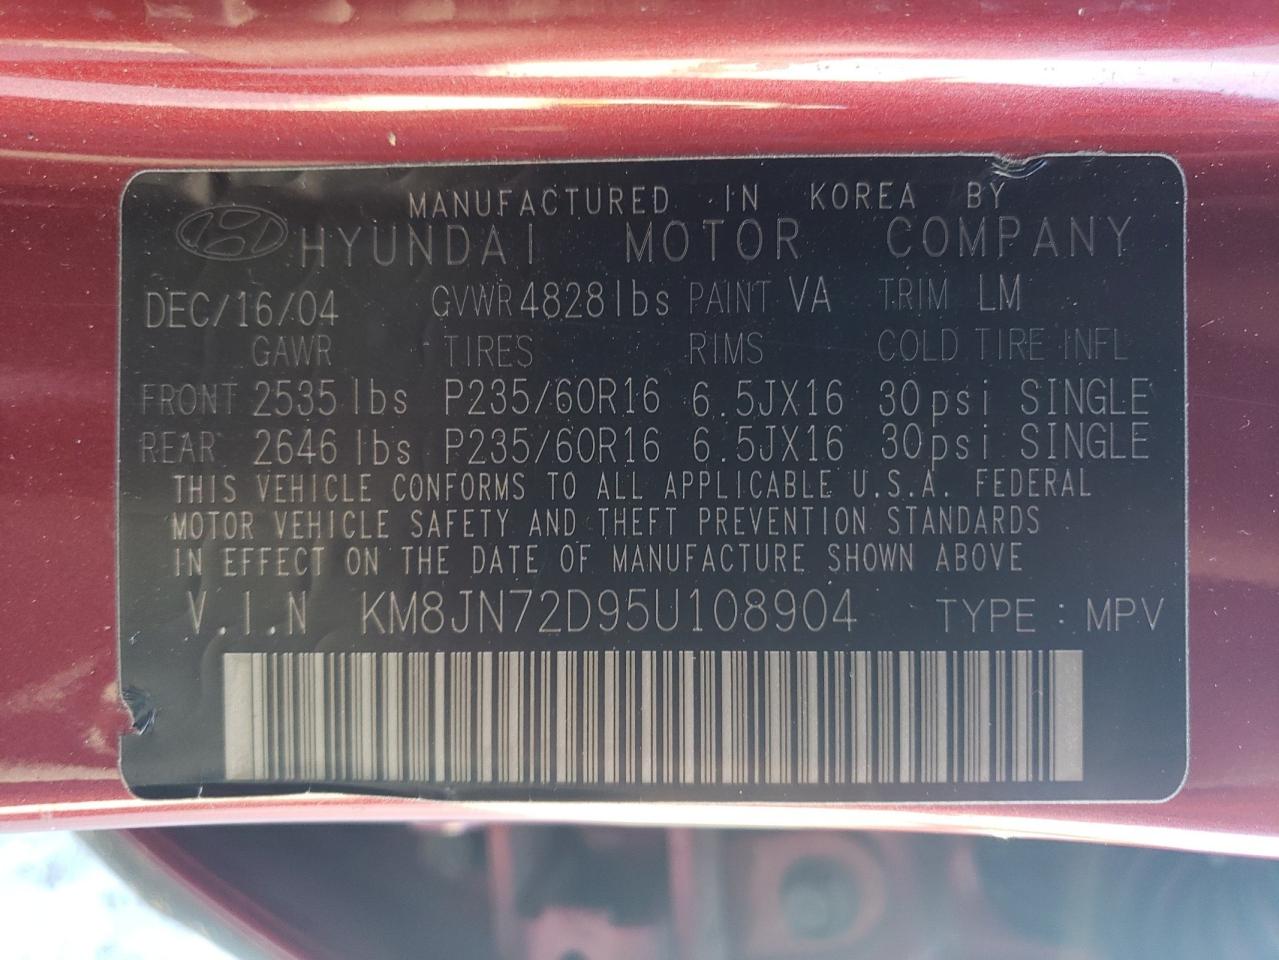 MANUFACTURED IN KOREA BY
HYUNDAI MOTOR COMPANY
DEC/16/04 GVWR 4828lbs PAINT VA TRIM LM
GAWR TIRES RIMS COLD TIRE INFL
FRONT 2535 lbs P235/60R16 6.5JX16 30psi SINGLE
REAR 2646 lbs P235/60R16 6.5JX16 30psi SINGLE
THIS VEHICLE CONFORMS TO ALL APPLICABLE U.S.A. FEDERAL
MOTOR VEHICLE SAFETY AND THEFT PREVENTION STANDARDS
IN EFFECT ON THE DATE OF MANUFACTURE SHOWN ABOVE
V.I.N KM8JN72D95U108904 TYPE : MPV